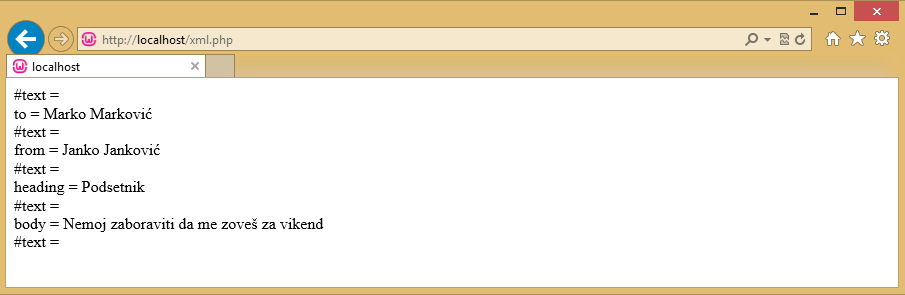 http://localhost/xml.php
localhost
#text =
to = Marko Marković
#text =
from = Janko Janković
#text =
heading = Podsetnik
#text =
body = Nemoj zaboraviti da me zoveš za vikend
#text =